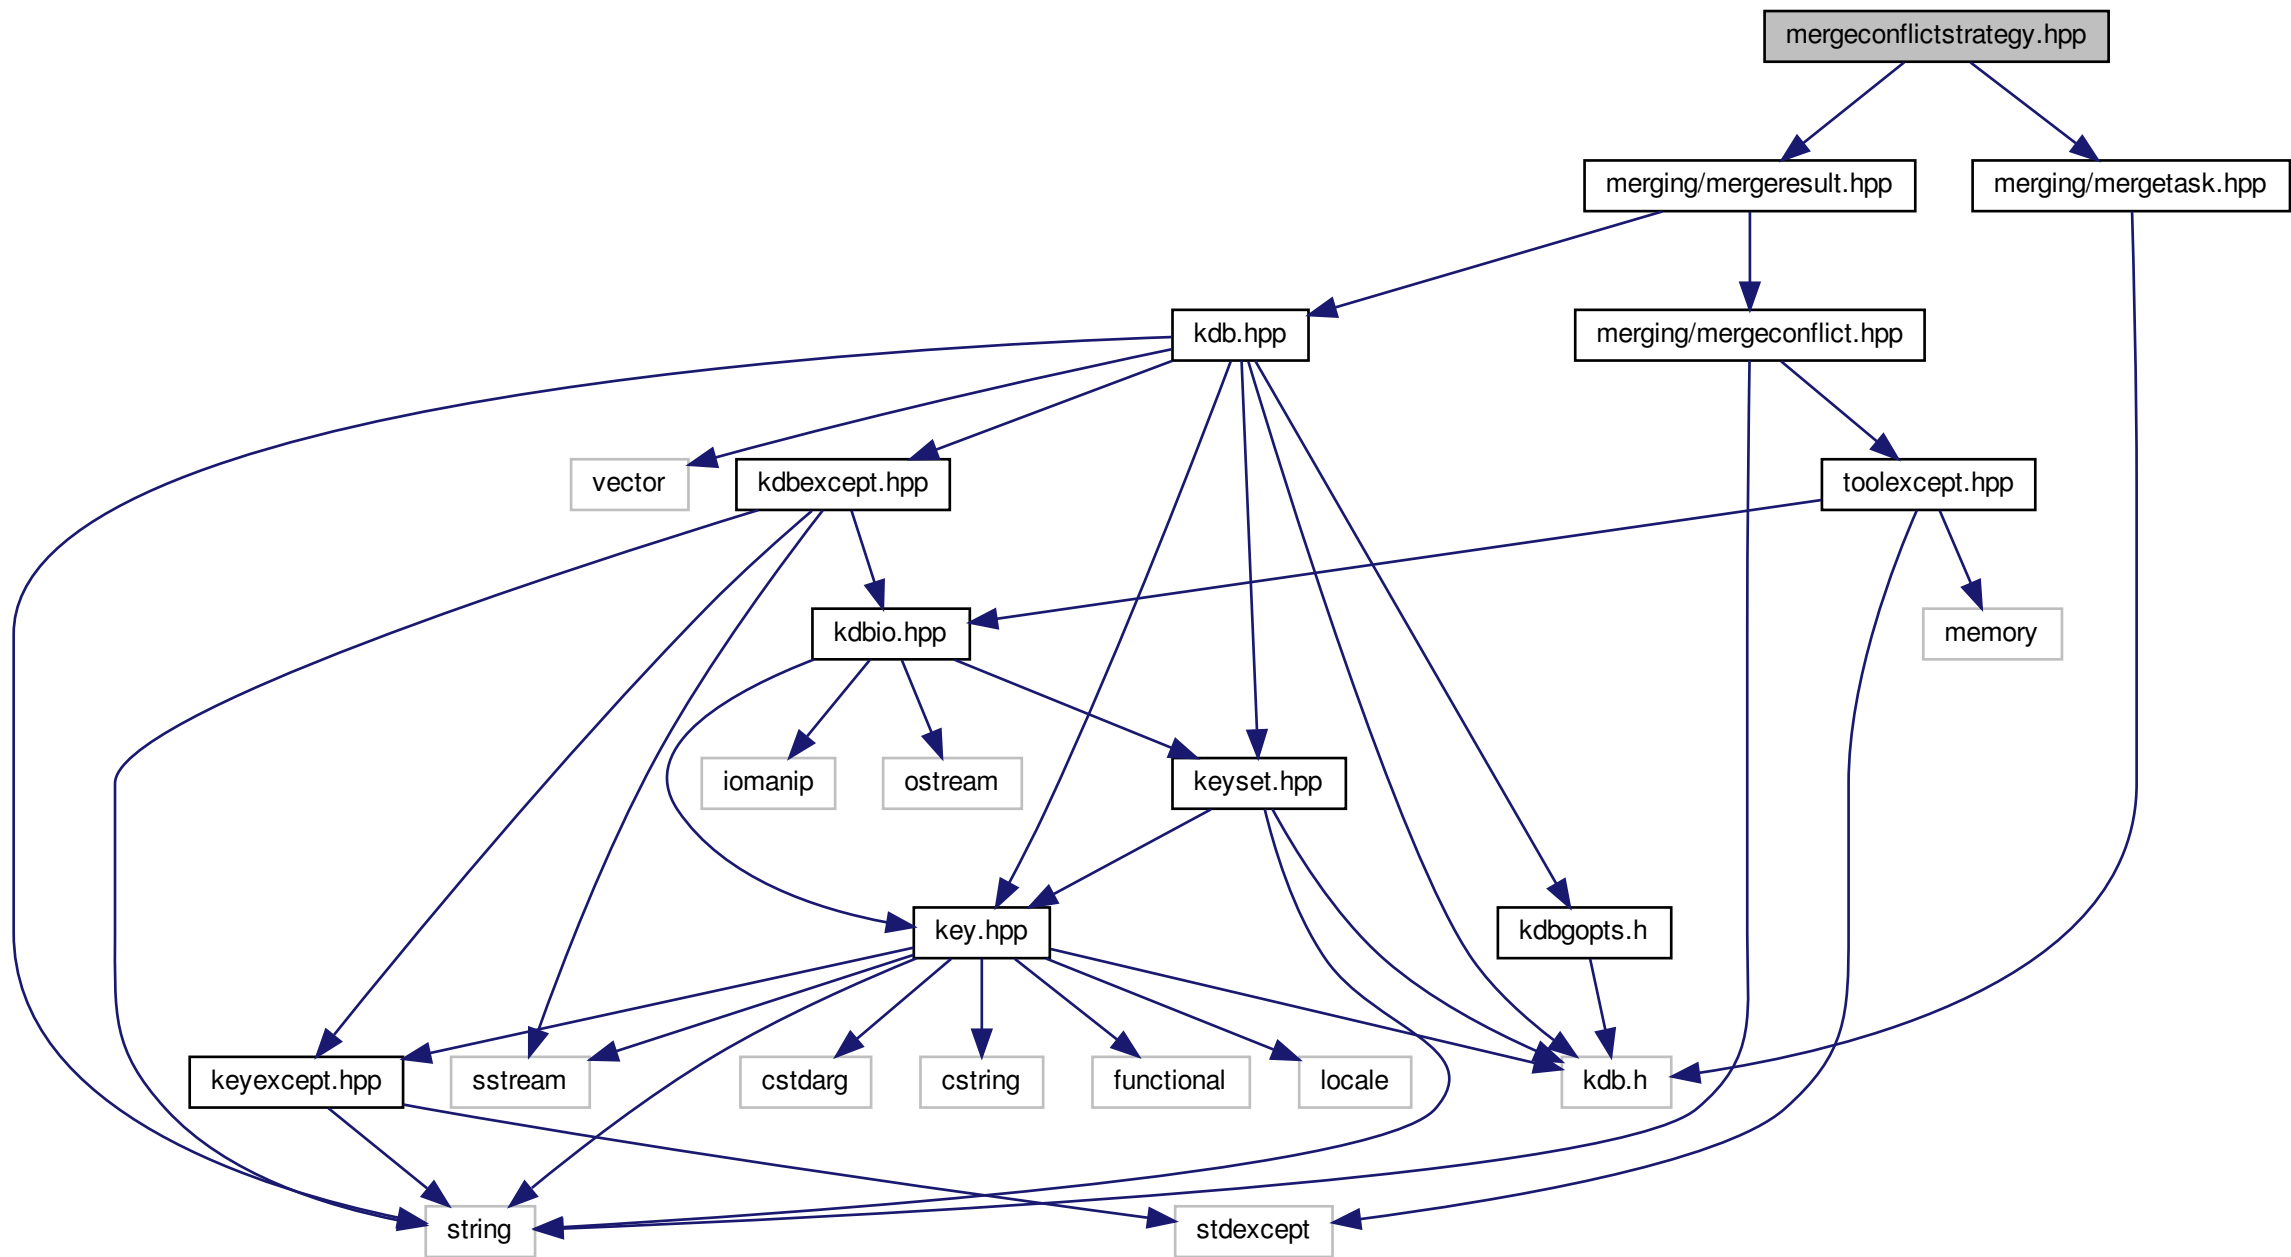 mergeconflictstrategy.hpp
merging/mergeresult.hpp
merging/mergetask.hpp
kdb.hpp
merging/mergeconflict.hpp
vector
kdbexcept.hpp
toolexcept.hpp
kdbio.hpp
memory
iomanip
ostream
keyset.hpp
key.hpp
kdbgopts.h
keyexcept.hpp
sstream
cstdarg
cstring
functional
locale
kdb.h
string
stdexcept